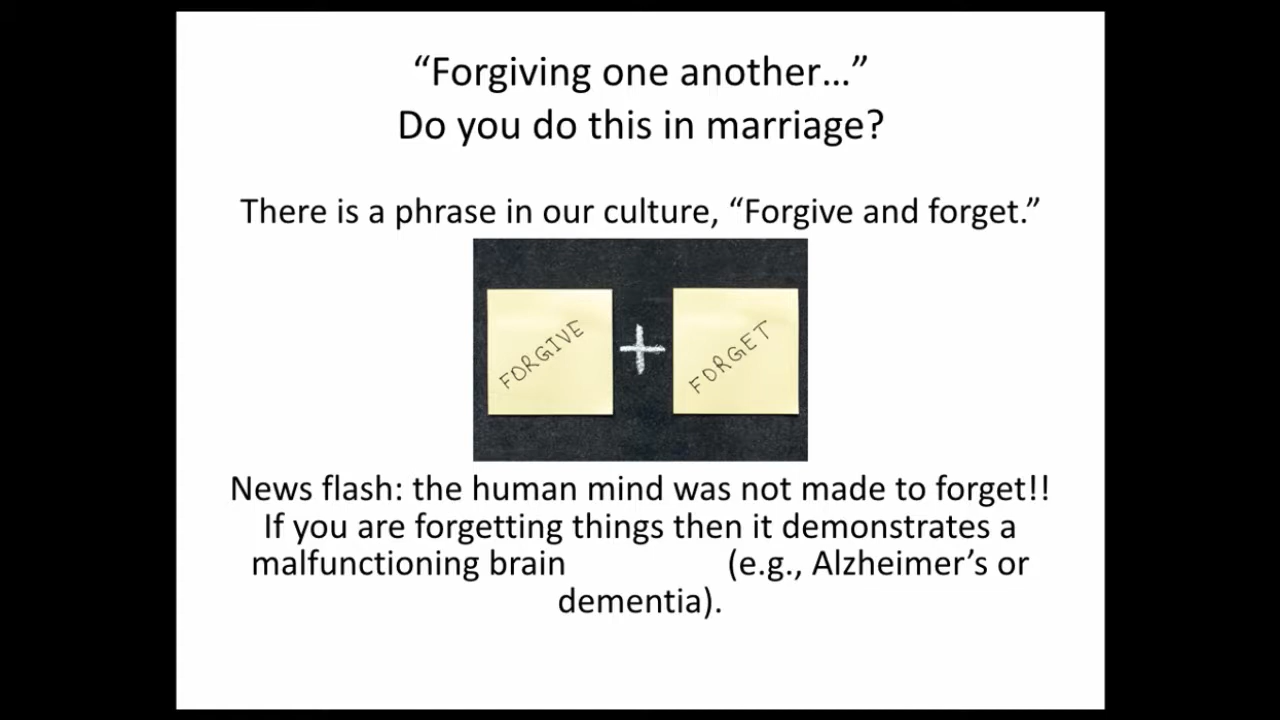 “Forgiving one another…”
Do you do this in marriage?
There is a phrase in our culture, “Forgive and forget.”
FORGIVE + FORGET
News flash: the human mind was not made to forget!!
If you are forgetting things then it demonstrates a
malfunctioning brain (e.g., Alzheimer’s or
dementia).